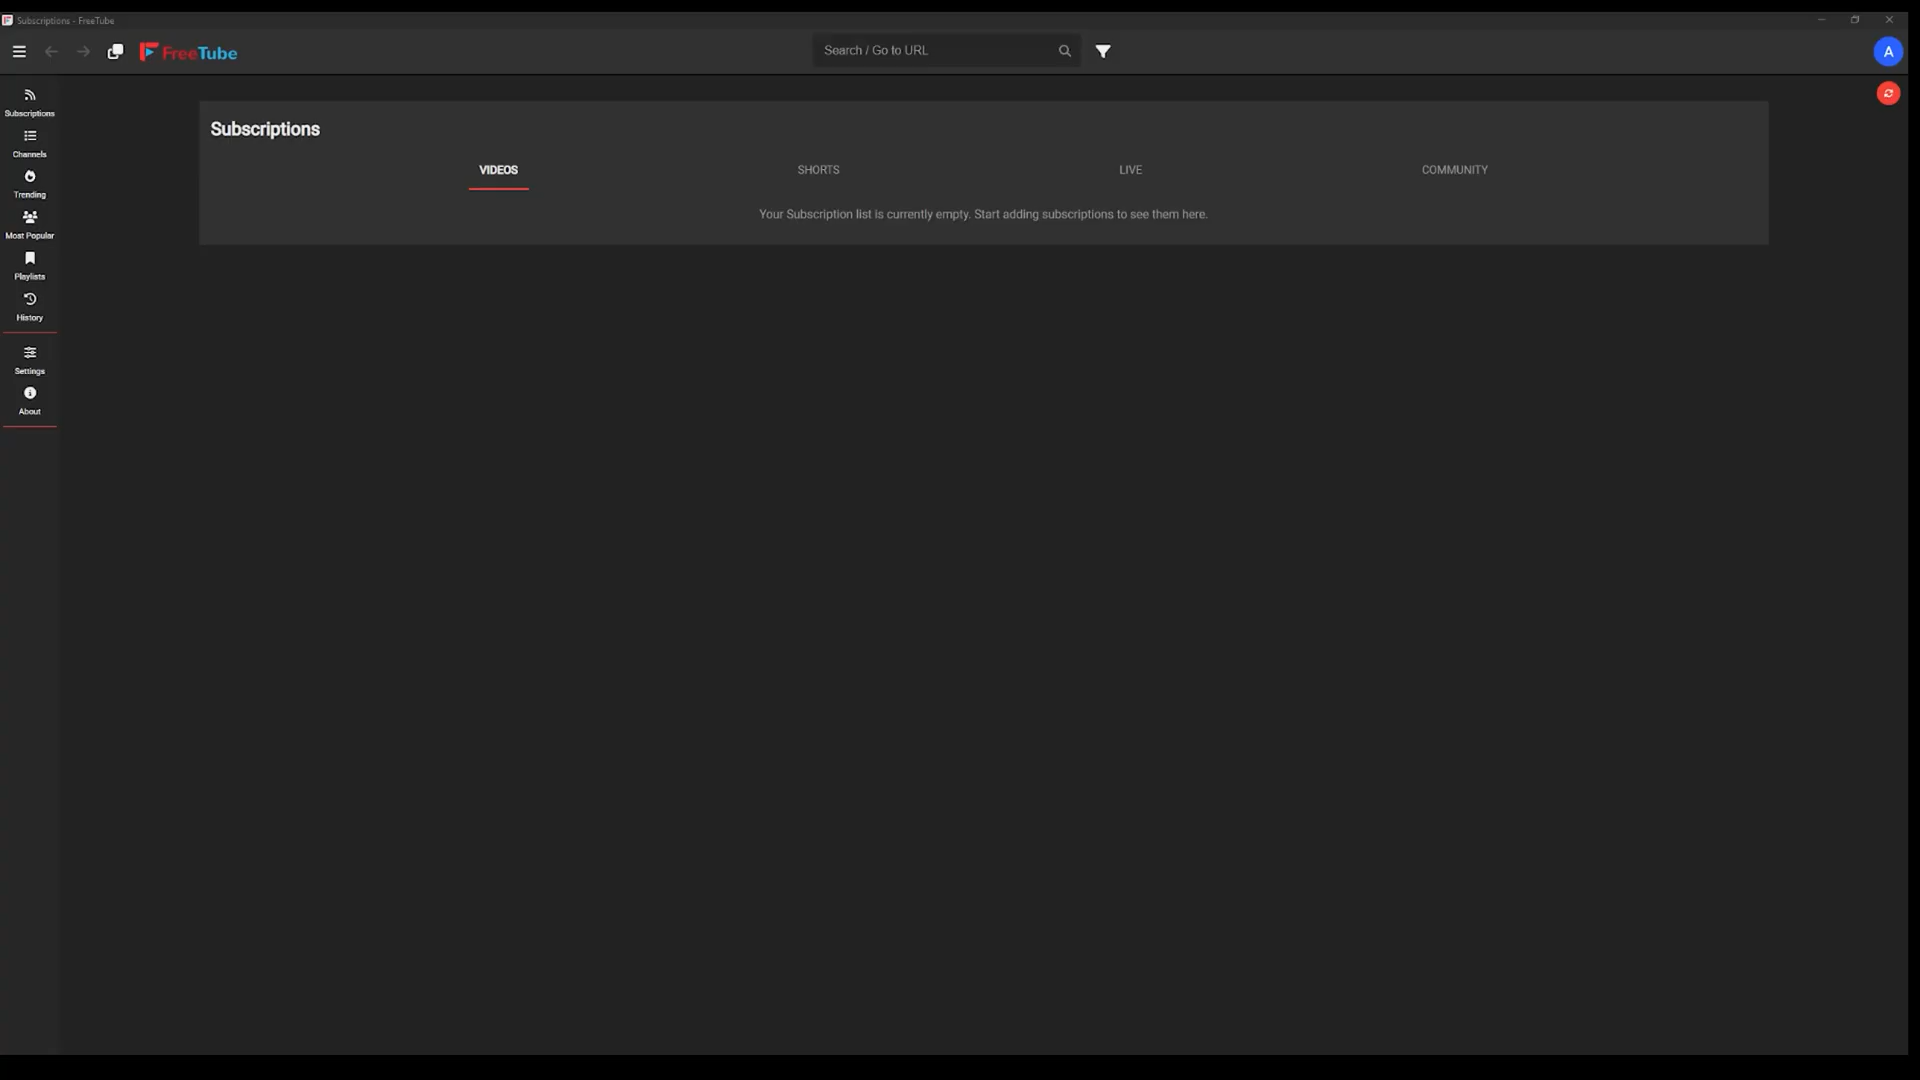 Subscriptions - FreeTube
FreeTube
Search / Go to URL
A
Subscriptions
Channels
Trending
Most Popular
Playlists
History
Settings
About
Subscriptions
VIDEOS
SHORTS
LIVE
COMMUNITY
Your Subscription list is currently empty. Start adding subscriptions to see them here.